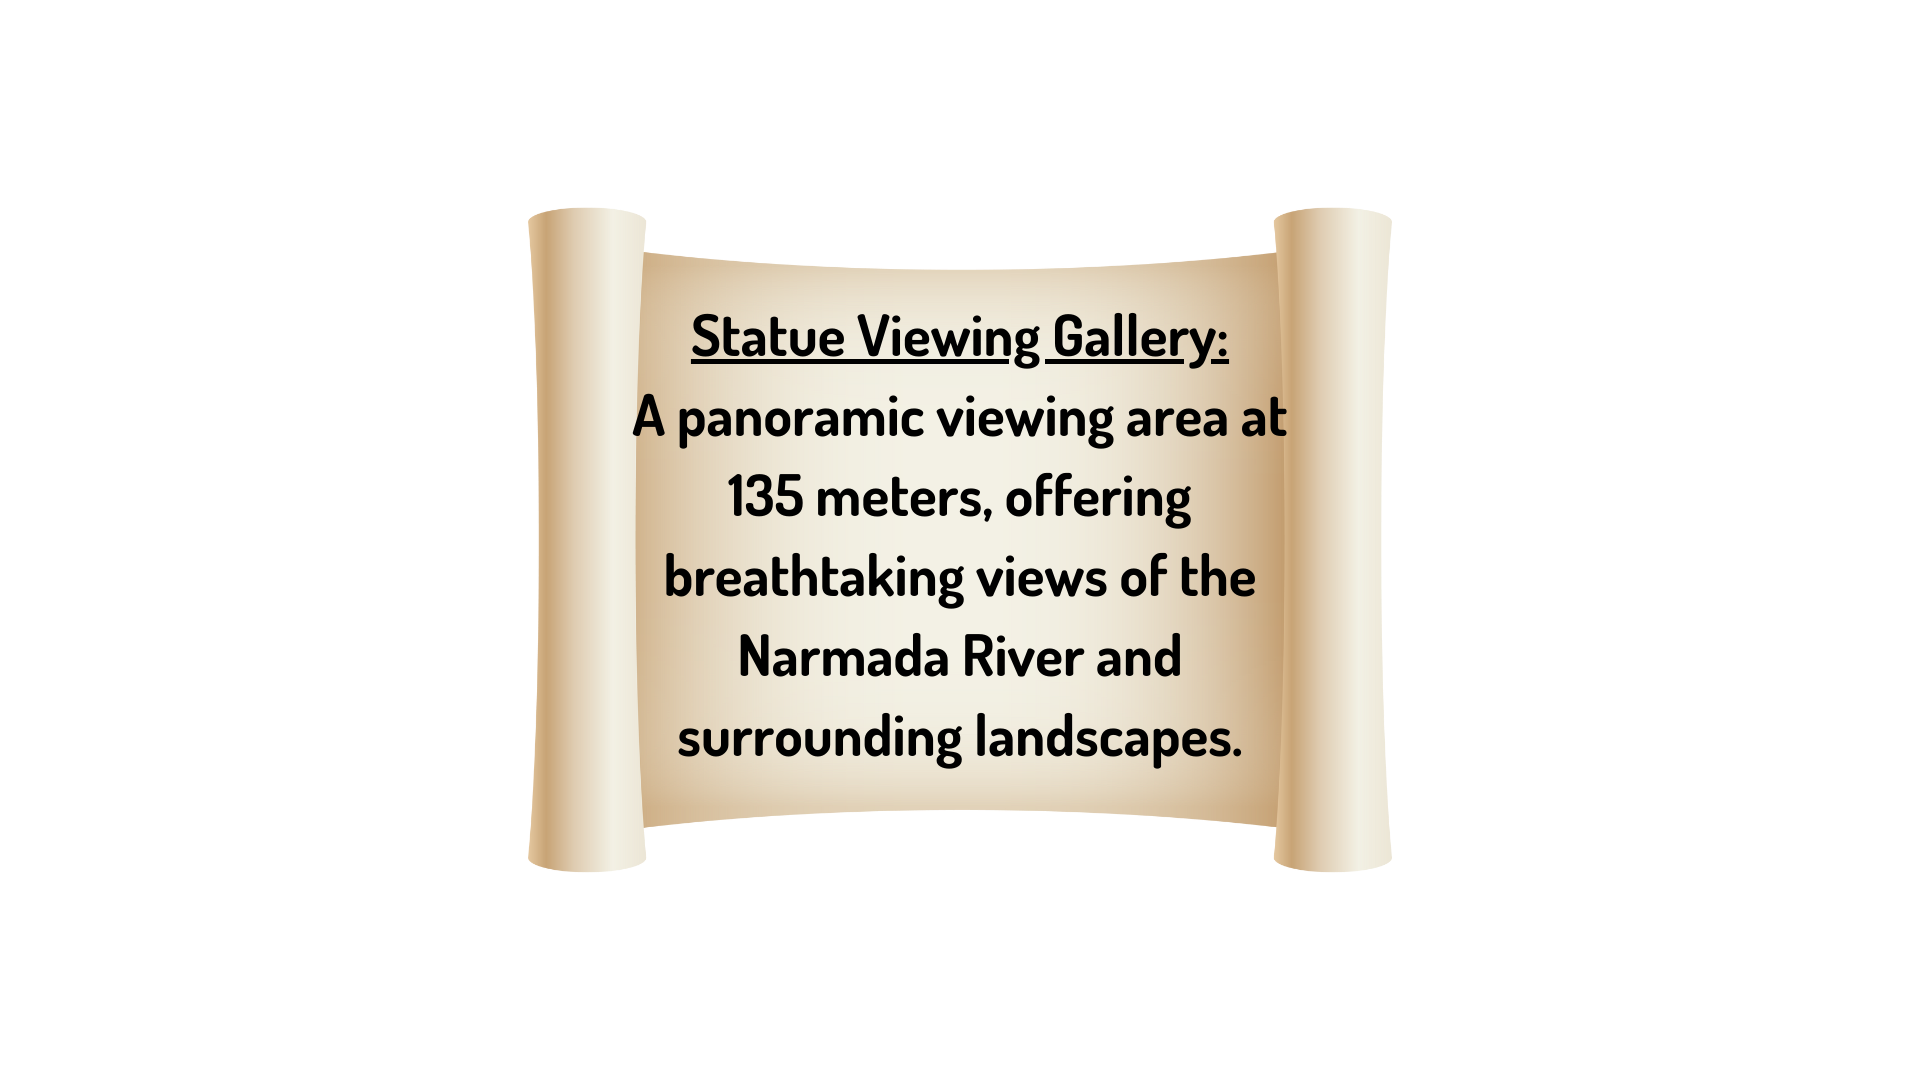 Statue Viewing Gallery:
A panoramic viewing area at
135 meters, offering
breathtaking views of the
Narmada River and
surrounding landscapes.